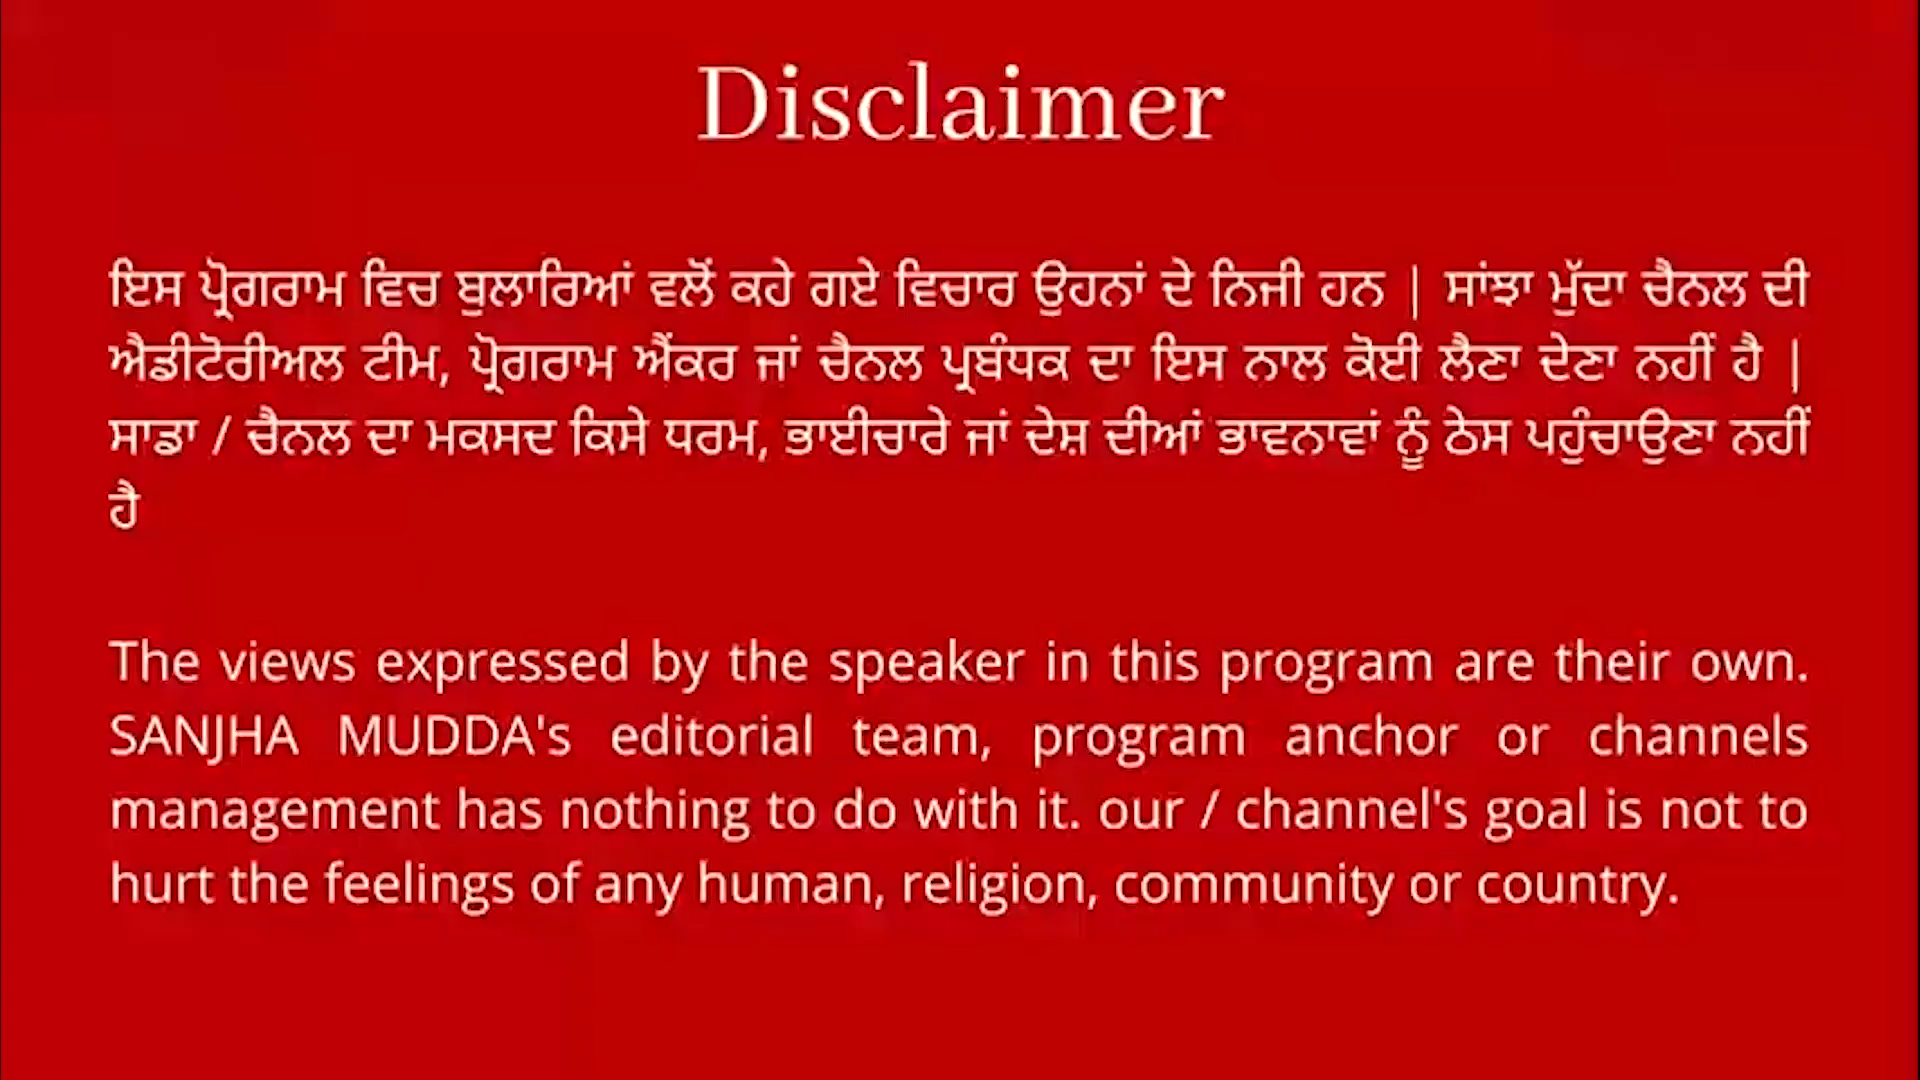 Disclaimer
ਇਸ ਪ੍ਰੋਗਰਾਮ ਵਿਚ ਬੁਲਾਰਿਆਂ ਵਲੋਂ ਕਹੇ ਗਏ ਵਿਚਾਰ ਉਹਨਾਂ ਦੇ ਨਿਜੀ ਹਨ | ਸਾਂਝਾ ਮੁੱਦਾ ਚੈਨਲ ਦੀ
ਐਡੀਟੋਰੀਅਲ ਟੀਮ, ਪ੍ਰੋਗਰਾਮ ਐਂਕਰ ਜਾਂ ਚੈਨਲ ਪ੍ਰਬੰਧਕ ਦਾ ਇਸ ਨਾਲ ਕੋਈ ਲੈਣਾ ਦੇਣਾ ਨਹੀਂ ਹੈ |
ਸਾਡਾ / ਚੈਨਲ ਦਾ ਮਕਸਦ ਕਿਸੇ ਧਰਮ, ਭਾਈਚਾਰੇ ਜਾਂ ਦੇਸ਼ ਦੀਆਂ ਭਾਵਨਾਵਾਂ ਨੂੰ ਠੇਸ ਪਹੁੰਚਾਉਣਾ ਨਹੀਂ
ਹੈ
The views expressed by the speaker in this program are their own.
SANJHA MUDDA's editorial team, program anchor or channels
management has nothing to do with it. our / channel's goal is not to
hurt the feelings of any human, religion, community or country.